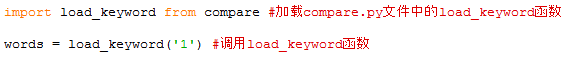 import load_keyword from compare #加载compare.py文件中的load_keyword函数
words = load_keyword('1') #调用load_keyword函数